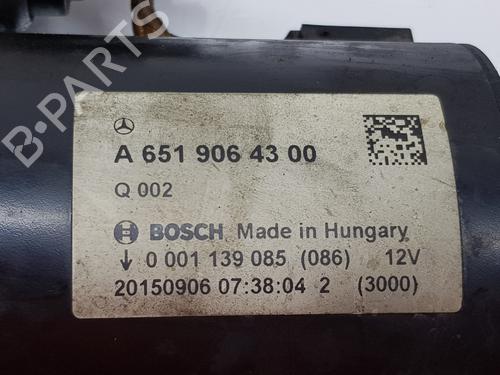 B-PARTS
A 651 906 43 00
Q 002
BOSCH Made in Hungary
↓ 0 001 139 085 (086) 12V
20150906 07:38:04 2 (3000)